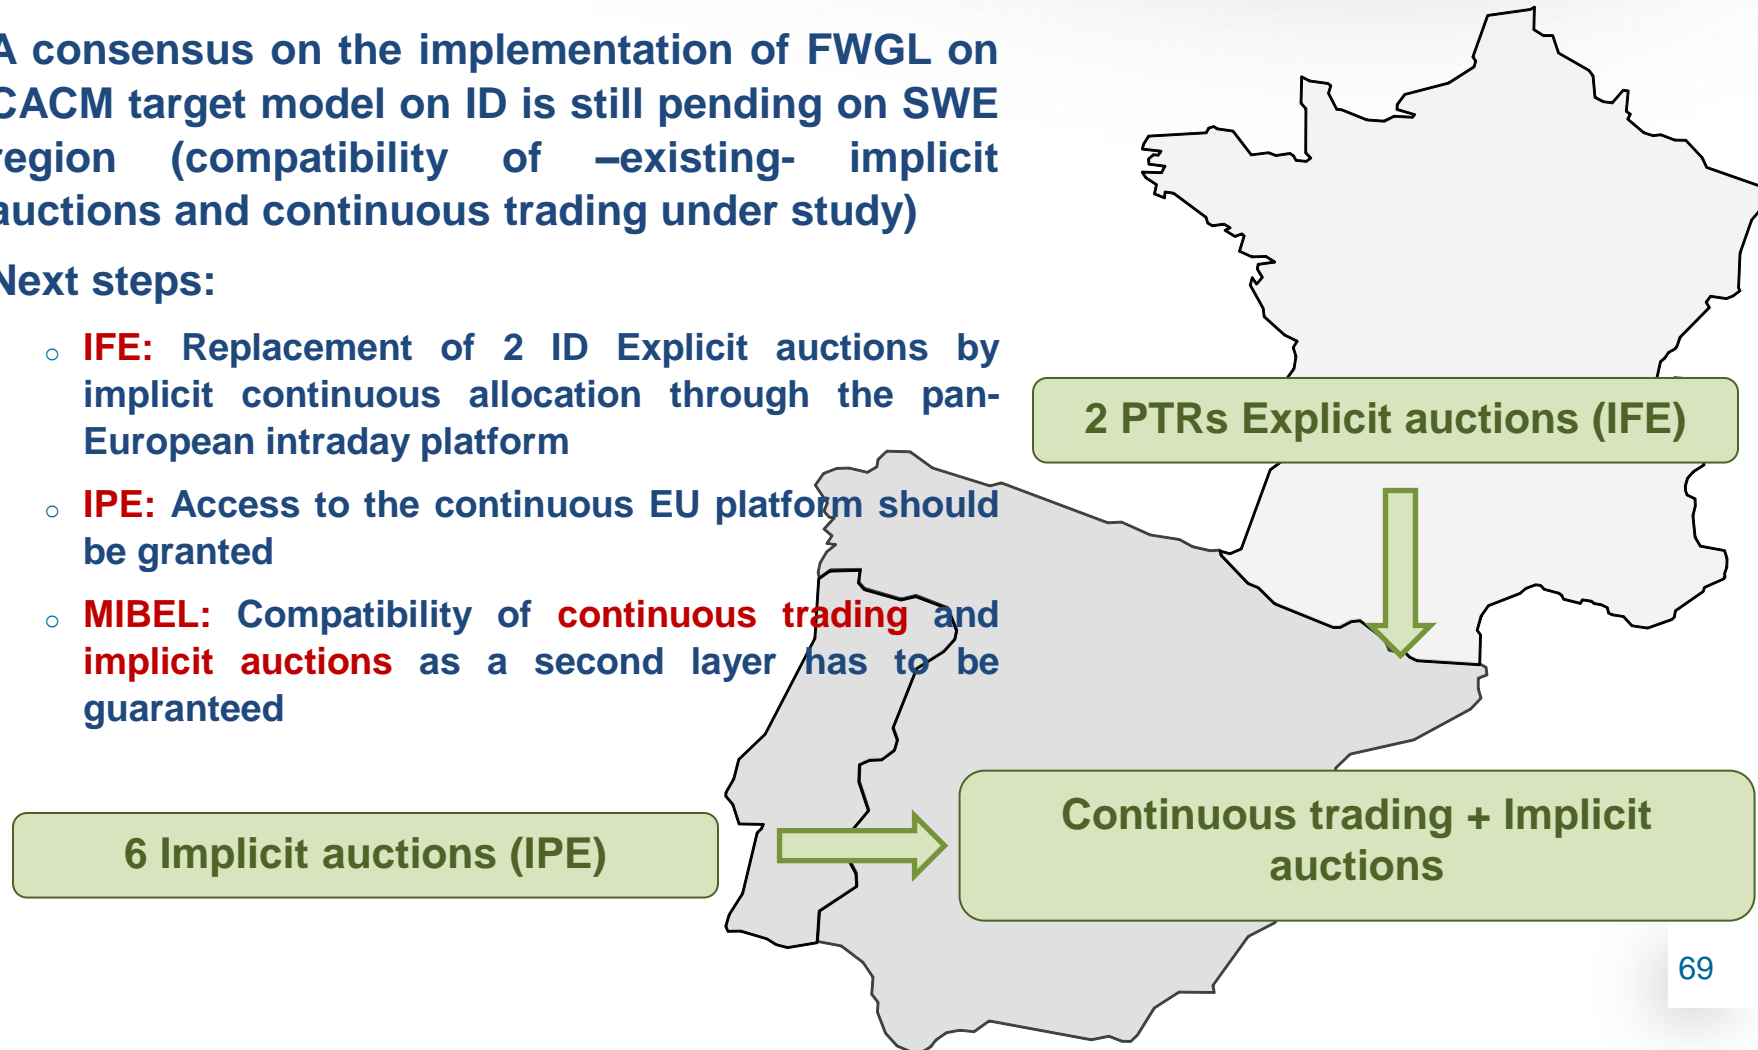 A consensus on the implementation of FWGL on
CACM target model on ID is still pending on SWE
region (compatibility of –existing- implicit
auctions and continuous trading under study)
Next steps:
IFE: Replacement of 2 ID Explicit auctions by
implicit continuous allocation through the pan-
European intraday platform
IPE: Access to the continuous EU platform should
be granted
MIBEL: Compatibility of continuous trading and
implicit auctions as a second layer has to be
guaranteed
2 PTRs Explicit auctions (IFE)
6 Implicit auctions (IPE)
Continuous trading + Implicit
auctions
69